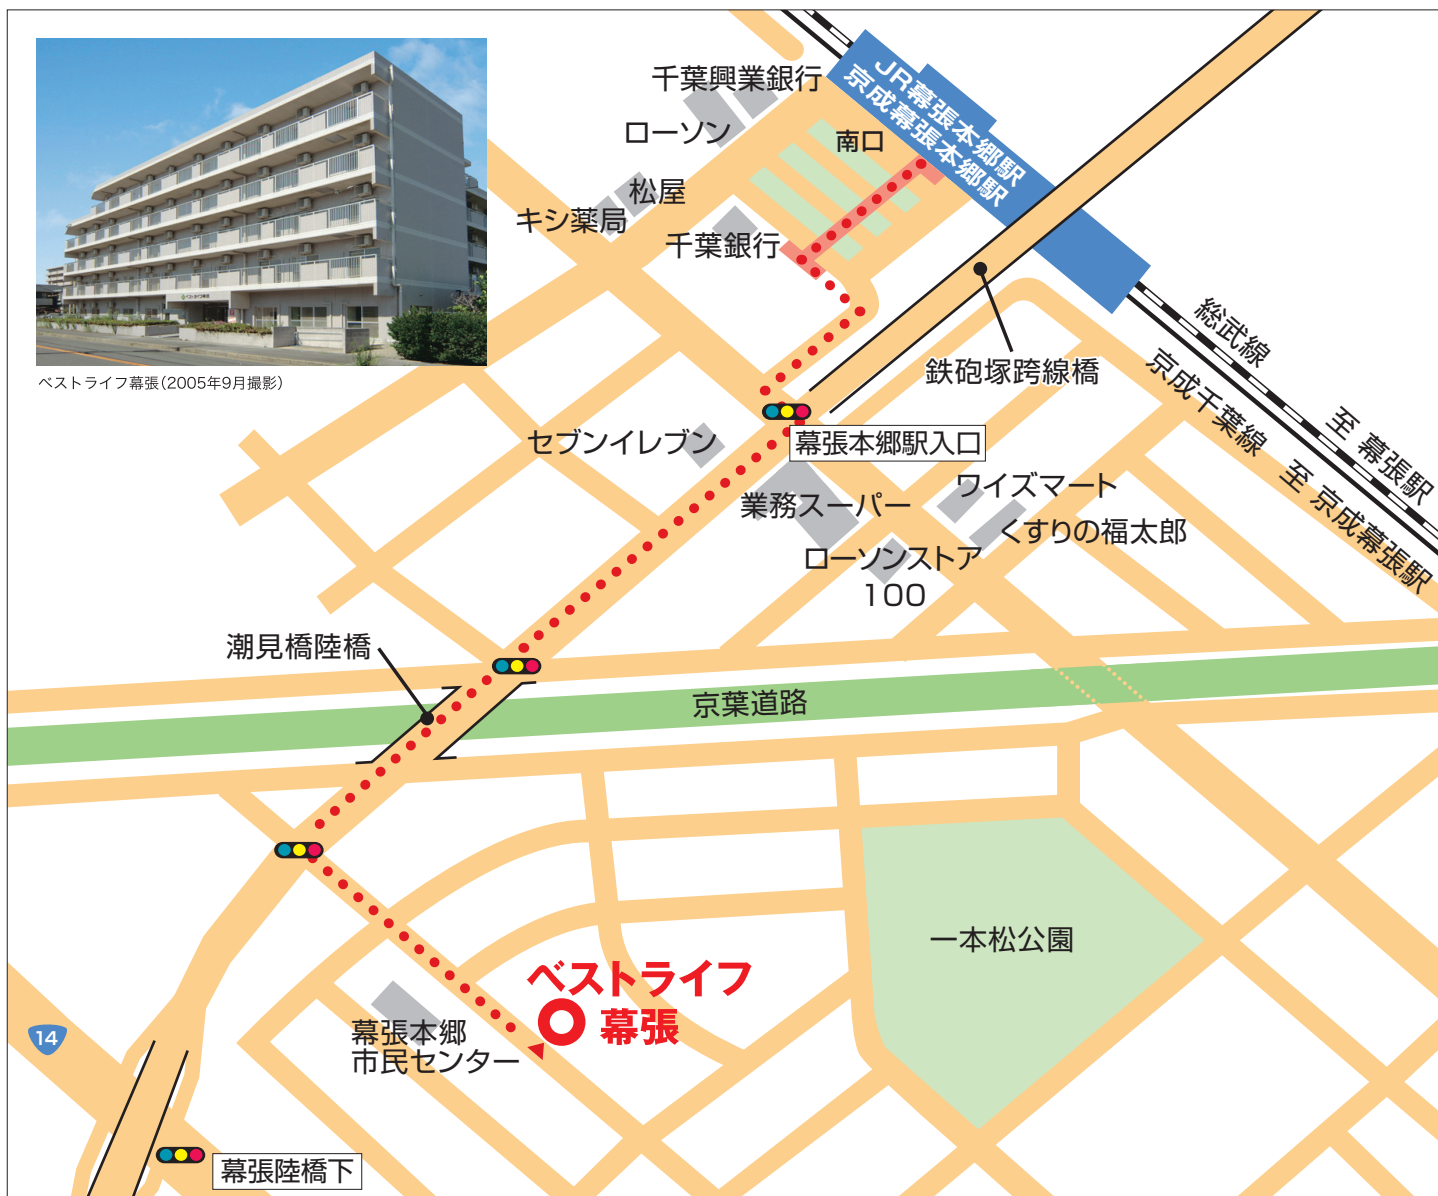 ベストライフ幕張(2005年9月撮影)
千葉興業銀行
ローソン
松屋
キシ薬局
千葉銀行
南口
JR幕張本郷駅
京成幕張本郷駅
鉄砲塚跨線橋
総武線 至 幕張駅
京成千葉線 至 京成幕張駅
セブンイレブン
幕張本郷駅入口
業務スーパー
ワイズマート
くすりの福太郎
ローソンストア
100
潮見橋陸橋
京葉道路
一本松公園
ベストライフ
幕張
幕張本郷
市民センター
14
幕張陸橋下